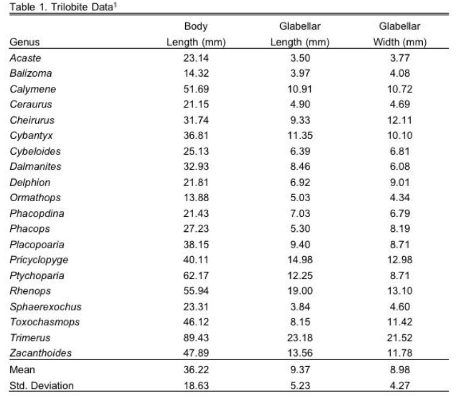 Table 1. Trilobite Data¹
Body Glabellar Glabellar
Genus Length (mm) Length (mm) Width (mm)
Acaste 23.14 3.50 3.77
Balizoma 14.32 3.97 4.08
Calymene 51.69 10.91 10.72
Ceraurus 21.15 4.90 4.69
Cheirurus 31.74 9.33 12.11
Cybantyx 36.81 11.35 10.10
Cybeloides 25.13 6.39 6.81
Dalmanites 32.93 8.46 6.08
Delphion 21.81 6.92 9.01
Ormathops 13.88 5.03 4.34
Phacopdina 21.43 7.03 6.79
Phacops 27.23 5.30 8.19
Placopoaria 38.15 9.40 8.71
Pricyclopyge 40.11 14.98 12.98
Ptychoparia 62.17 12.25 8.71
Rhenops 55.94 19.00 13.10
Sphaerexochus 23.31 3.84 4.60
Toxochasmops 46.12 8.15 11.42
Trimerus 89.43 23.18 21.52
Zacanthoides 47.89 13.56 11.78
Mean 36.22 9.37 8.98
Std. Deviation 18.63 5.23 4.27